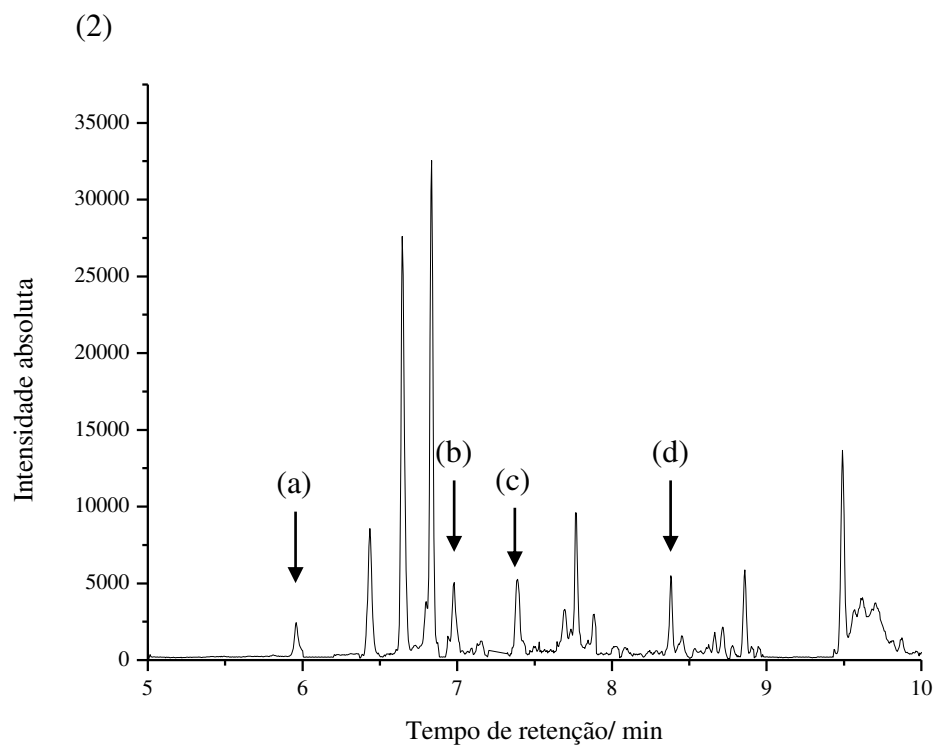 (2)
35000
30000
25000
20000
15000
10000
5000
0
Intensidade absoluta
(a)
(b)
(c)
(d)
5 6 7 8 9 10
Tempo de retenção/ min